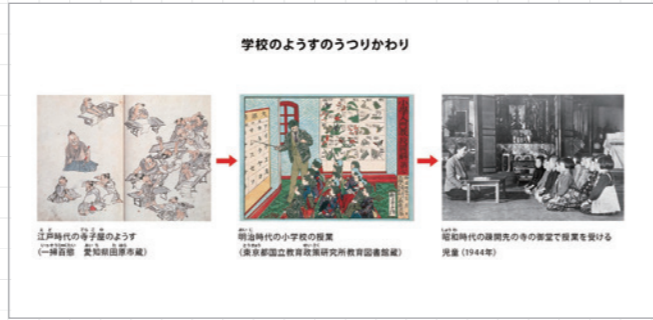 学校のようすのうつりかわり
江戸時代の寺子屋のようす
(一掃百態 愛知県田原市蔵)
明治時代の小学校の授業
(東京都国立教育政策研究所教育図書館蔵)
昭和時代の疎開先の寺の御堂で授業を受ける
児童(1944年)